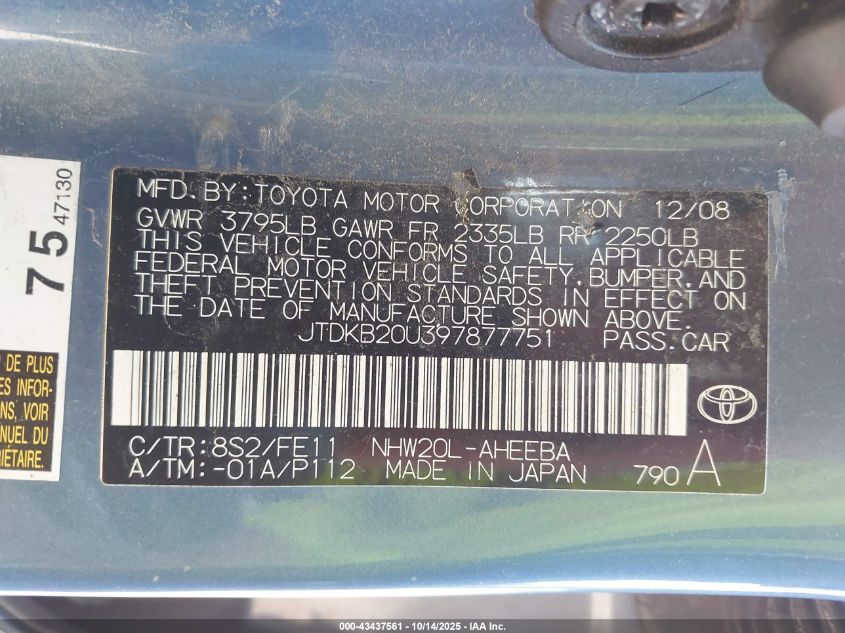 MFD. BY: TOYOTA MOTOR CORPORATION 12/08
GVWR 3795LB GAWR FR 2335LB RR 2250LB
THIS VEHICLE CONFORMS TO ALL APPLICABLE
FEDERAL MOTOR VEHICLE SAFETY, BUMPER, AND
THEFT PREVENTION STANDARDS IN EFFECT ON
THE DATE OF MANUFACTURE SHOWN ABOVE.
JTDKB20U397877751 PASS.CAR
C/TR: 8S2/FE11 NHW20L-AHEEBA
A/TM: -01A/P112 MADE IN JAPAN 790 A
75 47130
DE PLUS
ES INFOR-
NS, VOIR
NUEL DU
RIÉTAIRE.
000-43437561 - 10/14/2025 - IAA Inc.